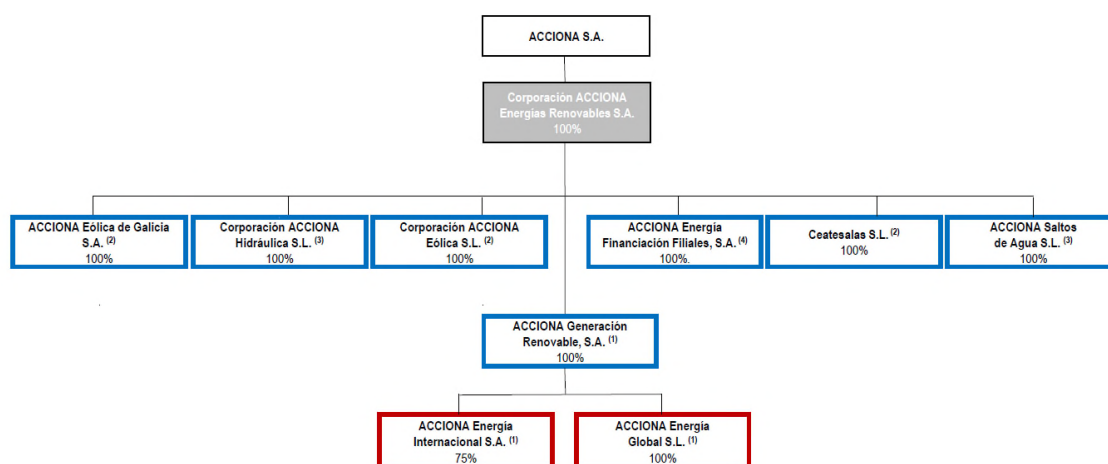 ACCIONA S.A.
Corporación ACCIONA
Energías Renovables S.A.
100%
ACCIONA Eólica de Galicia
S.A. (2)
100%
Corporación ACCIONA
Hidráulica S.L. (3)
100%
Corporación ACCIONA
Eólica S.L. (2)
100%
ACCIONA Energía
Financiación Filiales, S.A. (4)
100%.
Ceatesalas S.L. (2)
100%
ACCIONA Saltos
de Agua S.L. (3)
100%
ACCIONA Generación
Renovable, S.A. (1)
100%
ACCIONA Energía
Internacional S.A. (1)
75%
ACCIONA Energía
Global S.L. (1)
100%